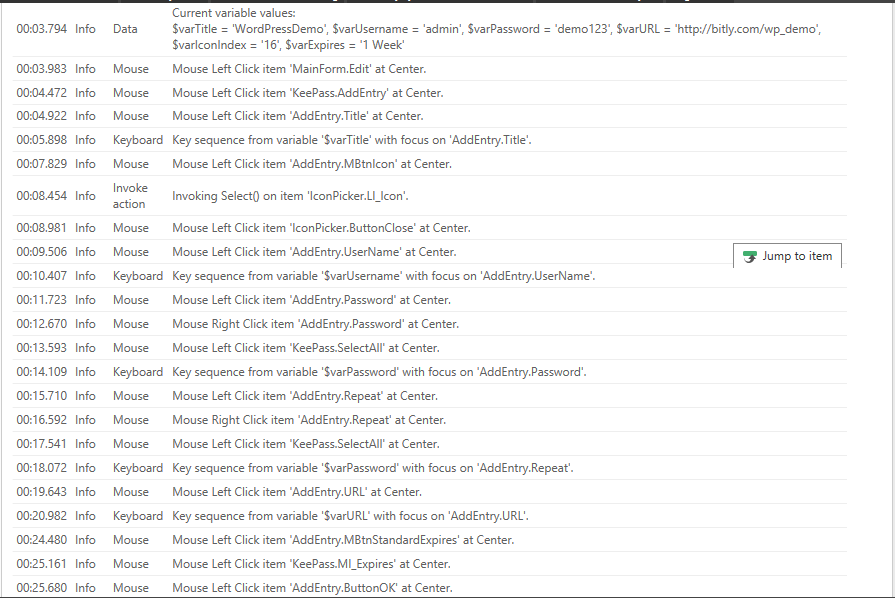 Current variable values:
00:03.794 Info Data $varTitle = 'WordPressDemo', $varUsername = 'admin', $varPassword = 'demo123', $varURL = 'http://bitly.com/wp_demo',
$varIconIndex = '16', $varExpires = '1 Week'
00:03.983 Info Mouse Mouse Left Click item 'MainForm.Edit' at Center.
00:04.472 Info Mouse Mouse Left Click item 'KeePass.AddEntry' at Center.
00:04.922 Info Mouse Mouse Left Click item 'AddEntry.Title' at Center.
00:05.898 Info Keyboard Key sequence from variable '$varTitle' with focus on 'AddEntry.Title'.
00:07.829 Info Mouse Mouse Left Click item 'AddEntry.MBtnIcon' at Center.
00:08.454 Info Invoke action Invoking Select() on item 'IconPicker.LI_Icon'.
00:08.981 Info Mouse Mouse Left Click item 'IconPicker.ButtonClose' at Center.
00:09.506 Info Mouse Mouse Left Click item 'AddEntry.UserName' at Center.
Jump to item
00:10.407 Info Keyboard Key sequence from variable '$varUsername' with focus on 'AddEntry.UserName'.
00:11.723 Info Mouse Mouse Left Click item 'AddEntry.Password' at Center.
00:12.670 Info Mouse Mouse Right Click item 'AddEntry.Password' at Center.
00:13.593 Info Mouse Mouse Left Click item 'KeePass.SelectAll' at Center.
00:14.109 Info Keyboard Key sequence from variable '$varPassword' with focus on 'AddEntry.Password'.
00:15.710 Info Mouse Mouse Left Click item 'AddEntry.Repeat' at Center.
00:16.592 Info Mouse Mouse Right Click item 'AddEntry.Repeat' at Center.
00:17.541 Info Mouse Mouse Left Click item 'KeePass.SelectAll' at Center.
00:18.072 Info Keyboard Key sequence from variable '$varPassword' with focus on 'AddEntry.Repeat'.
00:19.643 Info Mouse Mouse Left Click item 'AddEntry.URL' at Center.
00:20.982 Info Keyboard Key sequence from variable '$varURL' with focus on 'AddEntry.URL'.
00:24.480 Info Mouse Mouse Left Click item 'AddEntry.MBtnStandardExpires' at Center.
00:25.161 Info Mouse Mouse Left Click item 'KeePass.MI_Expires' at Center.
00:25.680 Info Mouse Mouse Left Click item 'AddEntry.ButtonOK' at Center.